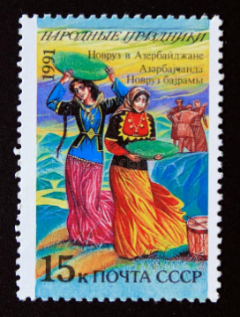 НАРОДНЫЕ ПРАЗДНИКИ
1991
Новруз в Азербайджане
Азәрбајҹанда
Новруз бајрамы
15к ПОЧТА СССР